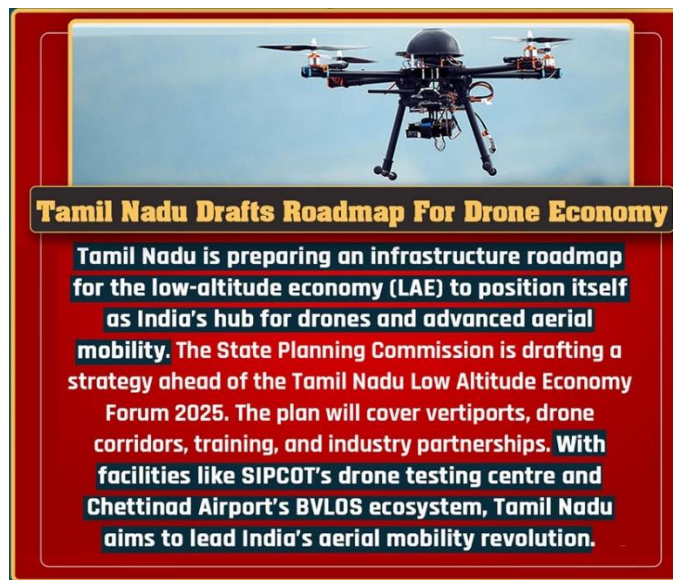 Tamil Nadu Drafts Roadmap For Drone Economy
Tamil Nadu is preparing an infrastructure roadmap
for the low-altitude economy (LAE) to position itself
as India's hub for drones and advanced aerial
mobility. The State Planning Commission is drafting a
strategy ahead of the Tamil Nadu Low Altitude Economy
Forum 2025. The plan will cover vertiports, drone
corridors, training, and industry partnerships. With
facilities like SIPCOT's drone testing centre and
Chettinad Airport's BVLOS ecosystem, Tamil Nadu
aims to lead India's aerial mobility revolution.